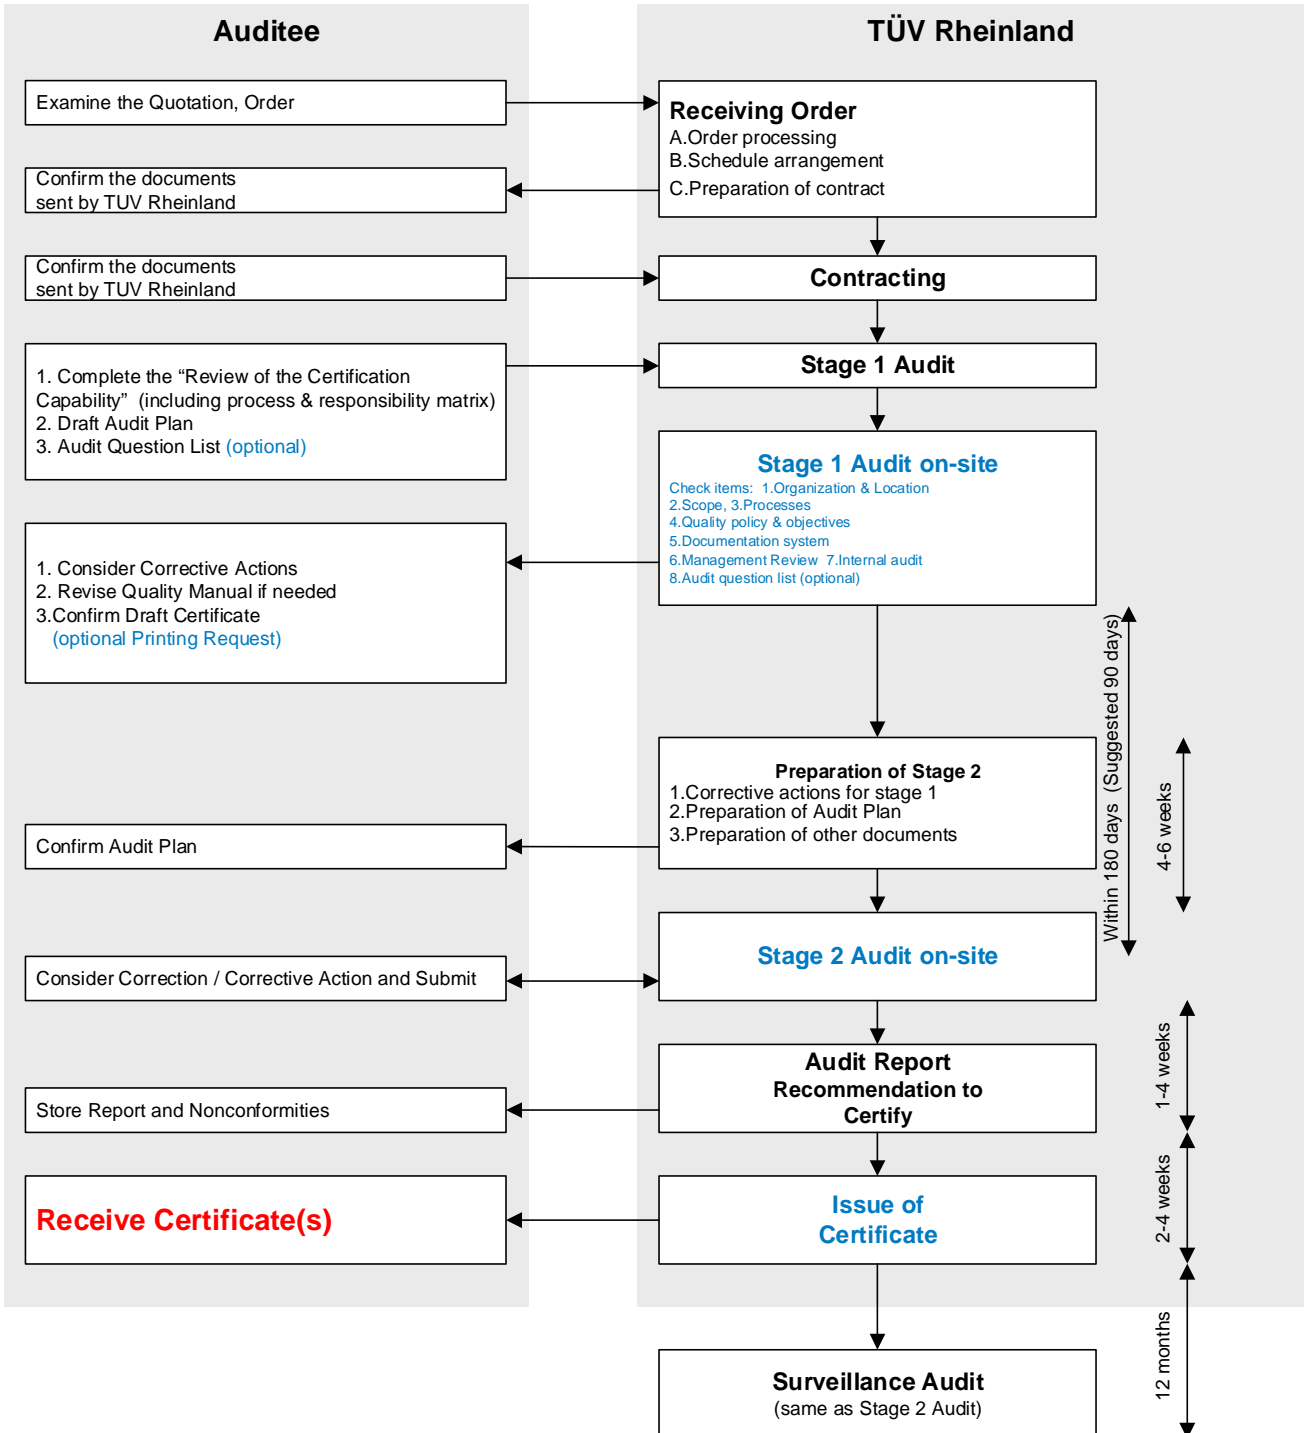 Auditee
TÜV Rheinland
Examine the Quotation, Order
Receiving Order
A.Order processing
B.Schedule arrangement
C.Preparation of contract
Confirm the documents
sent by TUV Rheinland
Confirm the documents
sent by TUV Rheinland
Contracting
1. Complete the “Review of the Certification
Capability” (including process & responsibility matrix)
2. Draft Audit Plan
3. Audit Question List (optional)
Stage 1 Audit
Stage 1 Audit on-site
Check items: 1.Organization & Location
2.Scope, 3.Processes
4.Quality policy & objectives
5.Documentation system
6.Management Review 7.Internal audit
8.Audit question list (optional)
1. Consider Corrective Actions
2. Revise Quality Manual if needed
3.Confirm Draft Certificate
(optional Printing Request)
Within 180 days (Suggested 90 days)
Preparation of Stage 2
1.Corrective actions for stage 1
2.Preparation of Audit Plan
3.Preparation of other documents
4-6 weeks
Confirm Audit Plan
Stage 2 Audit on-site
Consider Correction / Corrective Action and Submit
Audit Report
Recommendation to
Certify
1-4 weeks
Store Report and Nonconformities
Receive Certificate(s)
Issue of
Certificate
2-4 weeks
12 months
Surveillance Audit
(same as Stage 2 Audit)